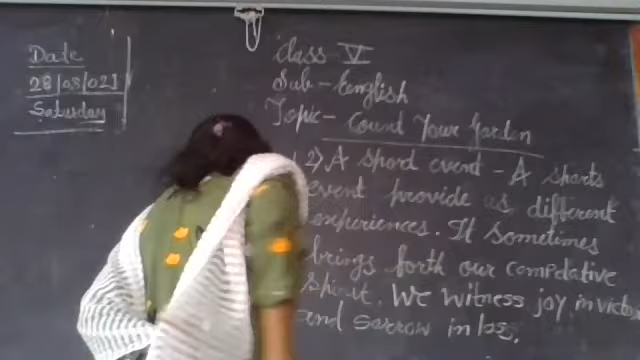 Date
28/08/021
Saturday
Class - V
Sub - English
Topic - Count Your Garden
2) A Sport event - A sports
event provide us, different
experiences. It sometimes
brings forth our competative
spirit. We witness joy in
and Sorrow in loss.